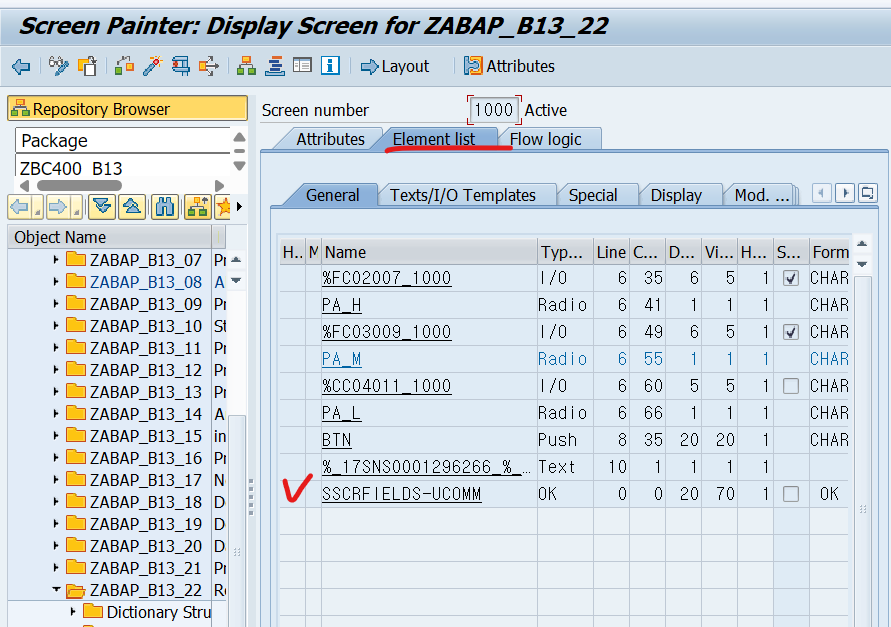 Screen Painter: Display Screen for ZABAP_B13_22
Layout
Attributes
Repository Browser
Package
ZBC400_B13
Object Name
ZABAP_B13_07 Pr
ZABAP_B13_08 A
ZABAP_B13_09 Pr
ZABAP_B13_10 St
ZABAP_B13_11 Pr
ZABAP_B13_12 Pr
ZABAP_B13_13 Pr
ZABAP_B13_14 A
ZABAP_B13_15 in
ZABAP_B13_16 Pr
ZABAP_B13_17 N
ZABAP_B13_18 D
ZABAP_B13_19 D
ZABAP_B13_20 D
ZABAP_B13_21 Pr
ZABAP_B13_22 Re
Dictionary Stru
Screen number 1000 Active
Attributes Element list Flow logic
General Texts/I/O Templates Special Display Mod. ...
H.. M Name Typ... Line C... D... Vi... H... S... Form
%FC02007_1000 I/O 6 35 6 5 1 CHAR
PA_H Radio 6 41 1 1 1 CHAR
%FC03009_1000 I/O 6 49 6 5 1 CHAR
PA_M Radio 6 55 1 1 1 CHAR
%CC04011_1000 I/O 6 60 5 5 1 CHAR
PA_L Radio 6 66 1 1 1 CHAR
BTN Push 8 35 20 20 1 CHAR
%_17SNS0001296266_%_... Text 10 1 1 1 1
SSCRFIELDS-UCOMM OK 0 0 20 70 1 OK